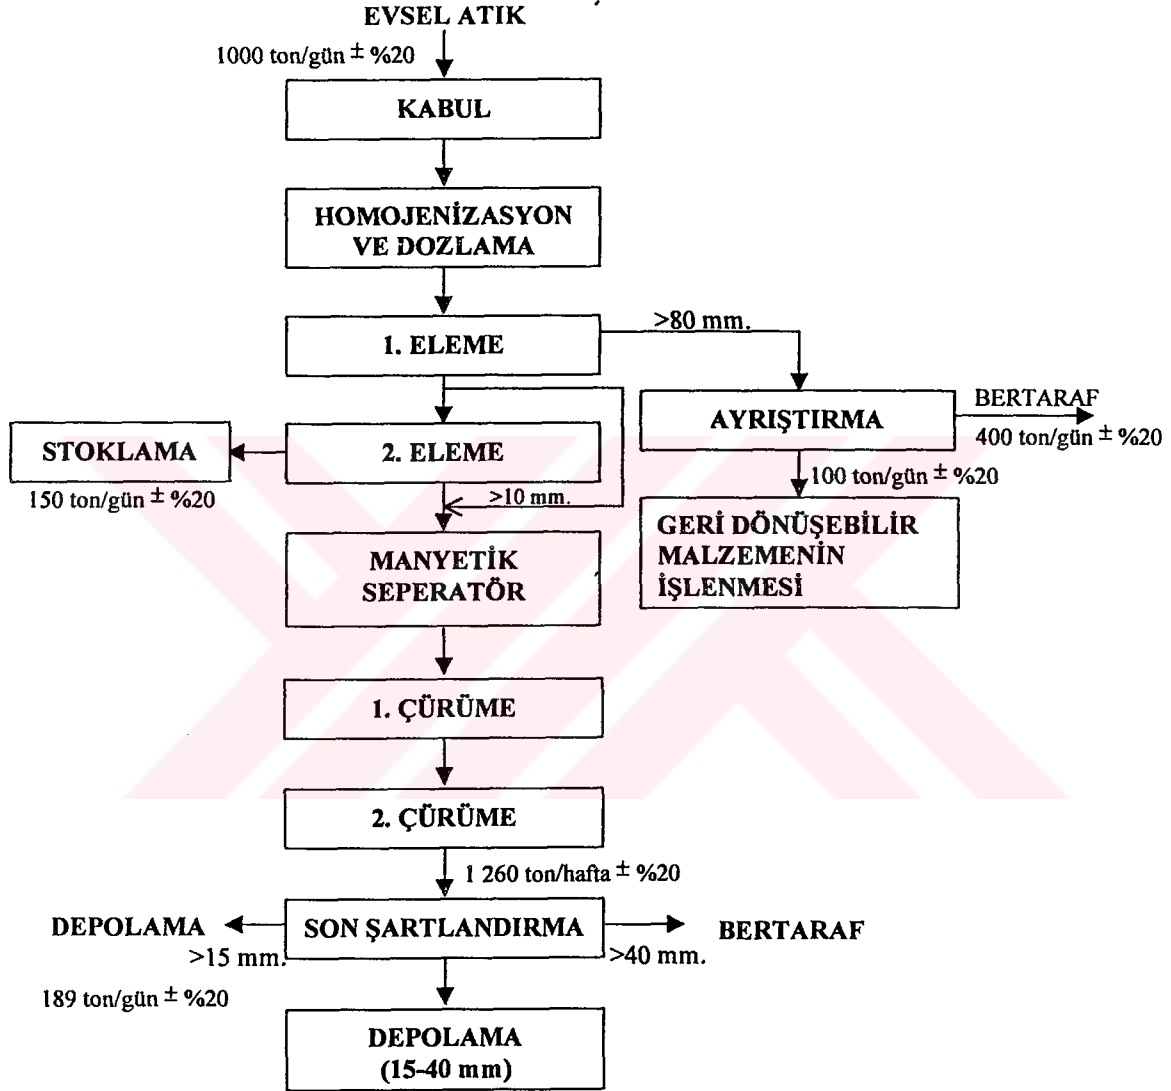 EVSEL ATIK
1000 ton/gün ± %20
KABUL
HOMOJENİZASYON
VE DOZLAMA
1. ELEME
>80 mm.
AYRIŞTIRMA
BERTARAF
400 ton/gün ± %20
STOKLAMA
150 ton/gün ± %20
2. ELEME
>10 mm.
100 ton/gün ± %20
GERİ DÖNÜŞEBİLİR
MALZEMENİN
İŞLENMESİ
MANYETİK
SEPERATÖR
1. ÇÜRÜME
2. ÇÜRÜME
1 260 ton/hafta ± %20
DEPOLAMA
>15 mm.
SON ŞARTLANDIRMA
>40 mm.
BERTARAF
189 ton/gün ± %20
DEPOLAMA
(15-40 mm)